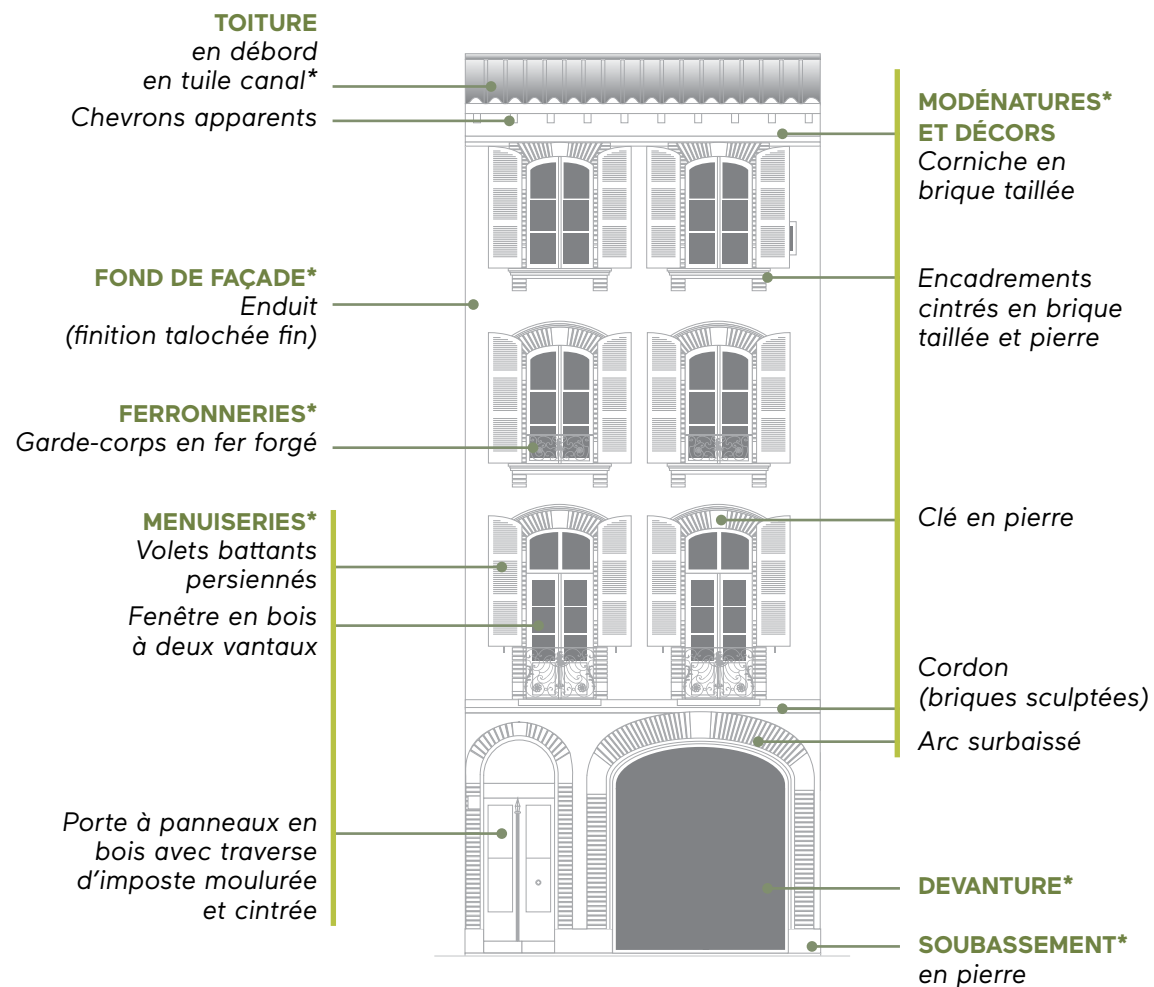 TOITURE
en débord
en tuile canal*
Chevrons apparents
FOND DE FAÇADE*
Enduit
(finition talochée fin)
FERRONNERIES*
Garde-corps en fer forgé
MENUISERIES*
Volets battants
persiennés
Fenêtre en bois
à deux vantaux
Porte à panneaux en
bois avec traverse
d'imposte moulurée
et cintrée
MODÉNATURES*
ET DÉCORS
Corniche en
brique taillée
Encadrements
cintrés en brique
taillée et pierre
Clé en pierre
Cordon
(briques sculptées)
Arc surbaissé
DEVANTURE*
SOUBASSEMENT*
en pierre